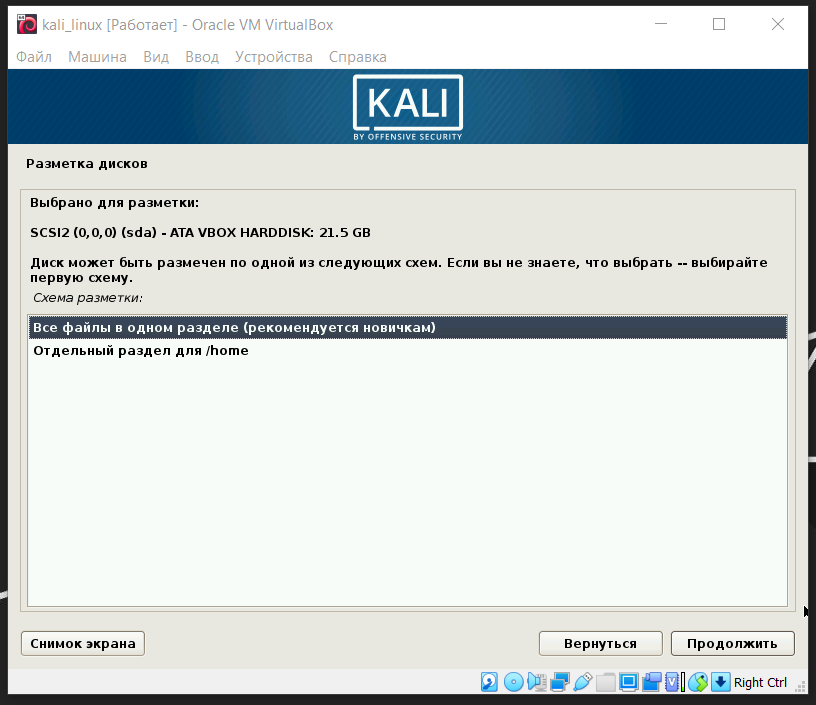 kali_linux [Работает] - Oracle VM VirtualBox
Файл Машина Вид Ввод Устройства Справка
KALI
BY OFFENSIVE SECURITY
Разметка дисков
Выбрано для разметки:
SCSI2 (0,0,0) (sda) - ATA VBOX HARDDISK: 21.5 GB
Диск может быть размечен по одной из следующих схем. Если вы не знаете, что выбрать -- выбирайте
первую схему.
Схема разметки:
Все файлы в одном разделе (рекомендуется новичкам)
Отдельный раздел для /home
Снимок экрана Вернуться Продолжить
Right Ctrl